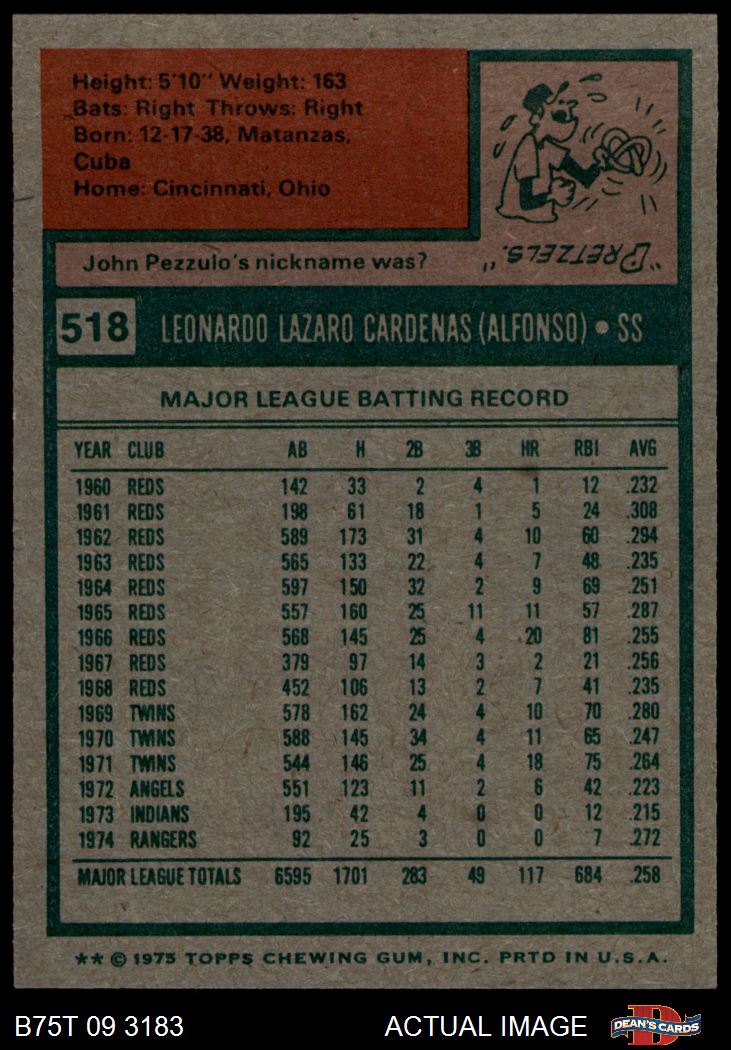 Height: 5'10" Weight: 163
Bats: Right Throws: Right
Born: 12-17-38, Matanzas,
Cuba
Home: Cincinnati, Ohio
John Pezzulo's nickname was?
"PRETZELS."
518 LEONARDO LAZARO CARDENAS (ALFONSO) • SS
MAJOR LEAGUE BATTING RECORD
YEAR CLUB AB H 2B 3B HR RBI AVG
1960 REDS 142 33 2 4 1 12 .232
1961 REDS 198 61 18 1 5 24 .308
1962 REDS 589 173 31 4 10 60 .294
1963 REDS 565 133 22 4 7 48 .235
1964 REDS 597 150 32 2 9 69 .251
1965 REDS 557 160 25 11 11 57 .287
1966 REDS 568 145 25 4 20 81 .255
1967 REDS 379 97 14 3 2 21 .256
1968 REDS 452 106 13 2 7 41 .235
1969 TWINS 578 162 24 4 10 70 .280
1970 TWINS 588 145 34 4 11 65 .247
1971 TWINS 544 146 25 4 18 75 .264
1972 ANGELS 551 123 11 2 6 42 .223
1973 INDIANS 195 42 4 0 0 12 .215
1974 RANGERS 92 25 3 0 0 7 .272
MAJOR LEAGUE TOTALS 6595 1701 283 49 117 684 .258
** © 1975 TOPPS CHEWING GUM, INC. PRTD IN U.S.A.
B75T 09 3183 ACTUAL IMAGE D DEAN'S CARDS